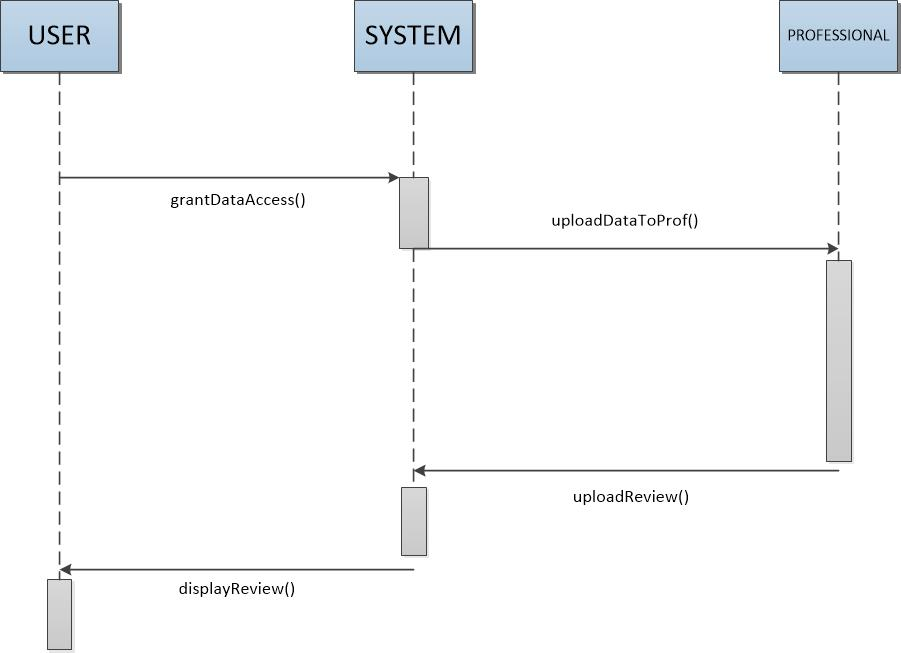 USER
SYSTEM
PROFESSIONAL
grantDataAccess()
uploadDataToProf()
uploadReview()
displayReview()